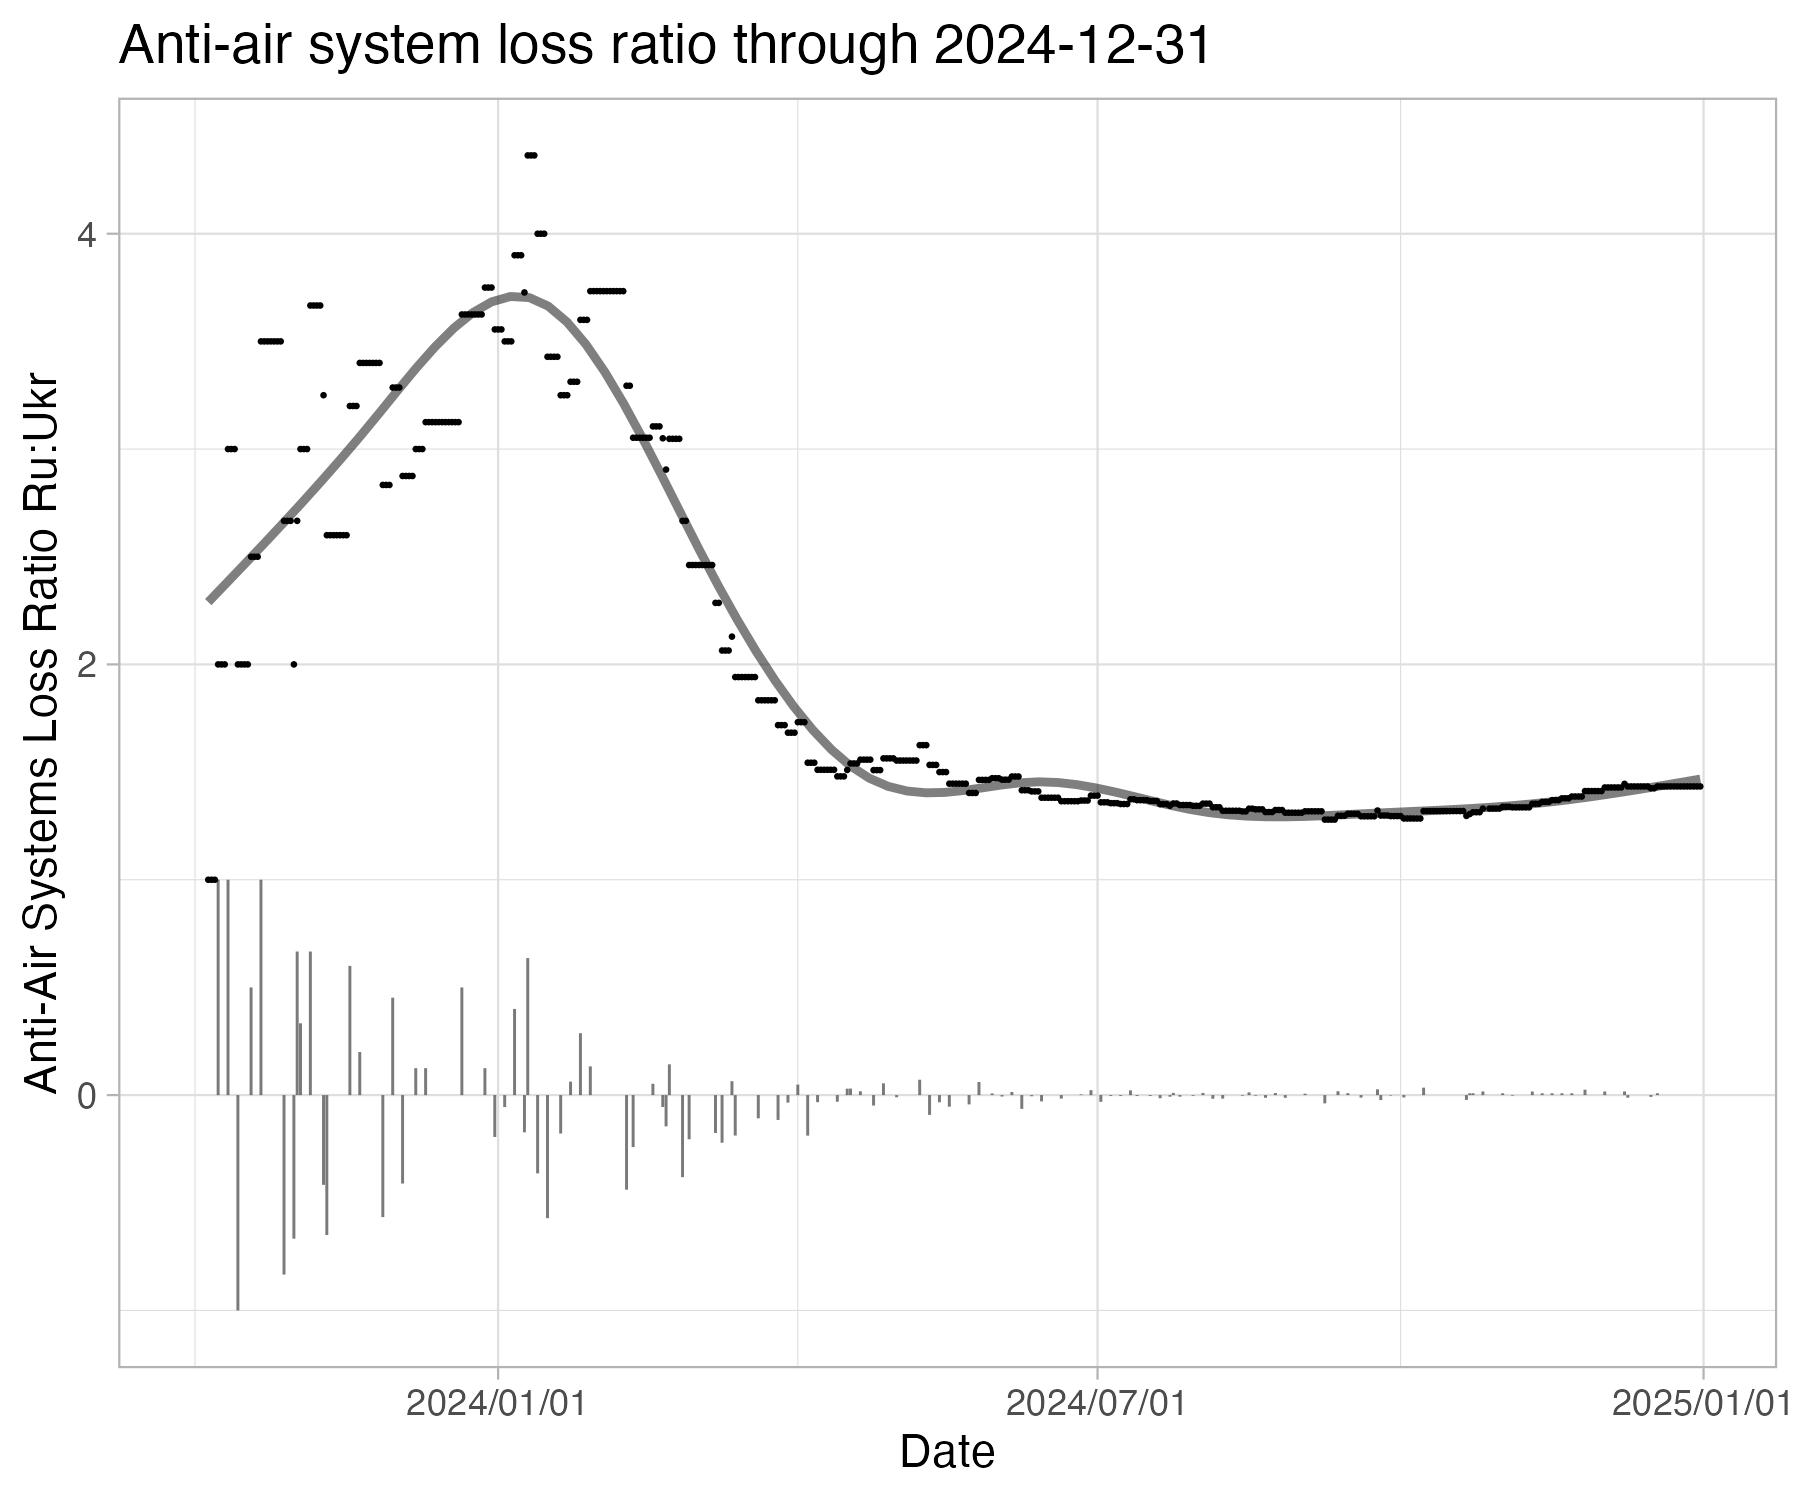 Anti-air system loss ratio through 2024-12-31
Anti-Air Systems Loss Ratio Ru:Ukr
4
2
0
2024/01/01
2024/07/01
2025/01/01
Date